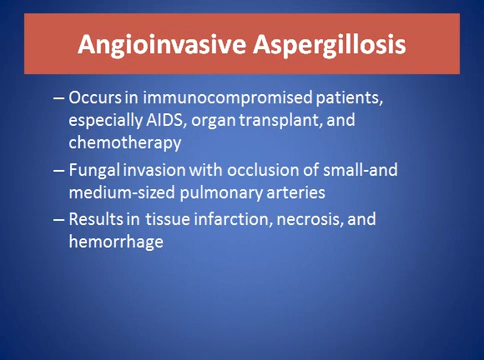 Angioinvasive Aspergillosis
– Occurs in immunocompromised patients,
especially AIDS, organ transplant, and
chemotherapy
– Fungal invasion with occlusion of small-and
medium-sized pulmonary arteries
– Results in tissue infarction, necrosis, and
hemorrhage